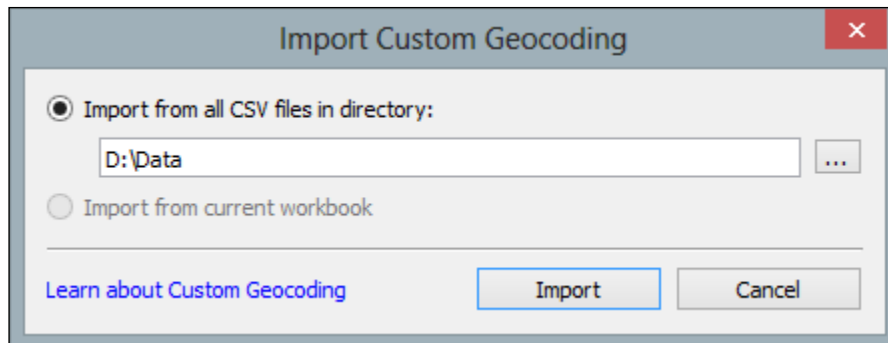 Import Custom Geocoding
Import from all CSV files in directory:
D:\Data
...
Import from current workbook
Learn about Custom Geocoding
Import
Cancel